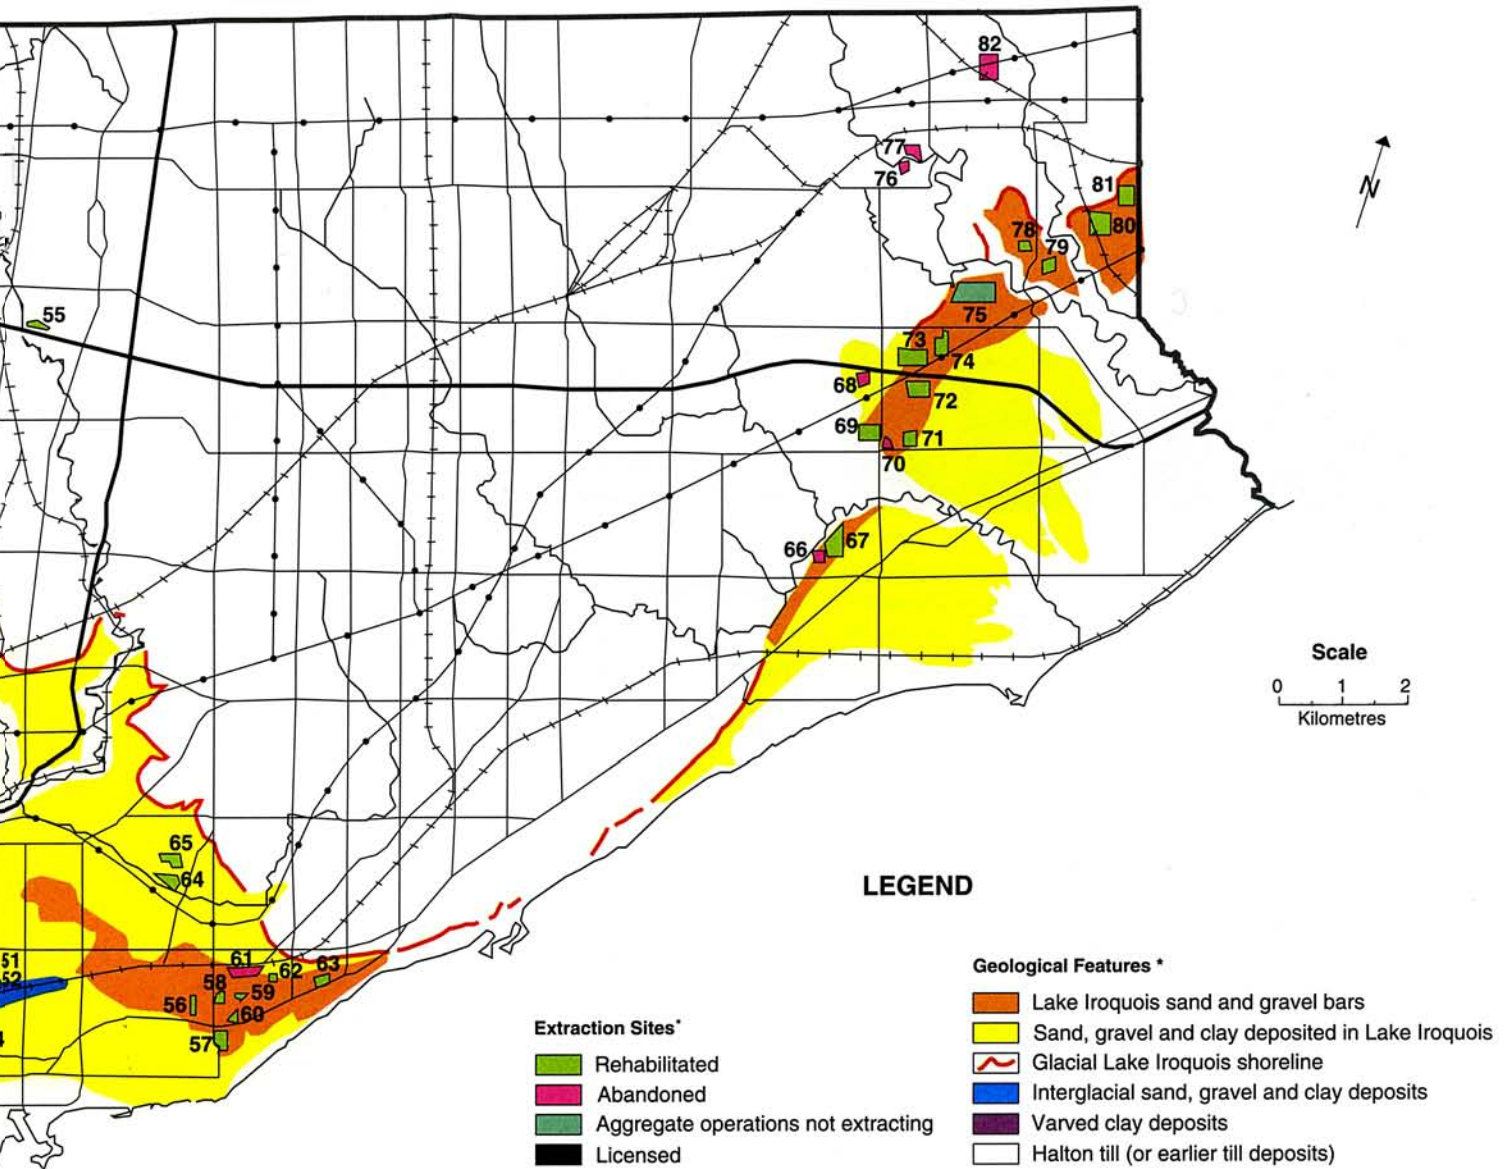 82
77
76
81
80
78
79
75
55
73
74
68
72
69
71
70
66
67
N
Scale
0 1 2
Kilometres
65
64
51
52
61
62
63
58
59
56
60
57
4
LEGEND
Extraction Sites*
Rehabilitated
Abandoned
Aggregate operations not extracting
Licensed
Geological Features *
Lake Iroquois sand and gravel bars
Sand, gravel and clay deposited in Lake Iroquois
Glacial Lake Iroquois shoreline
Interglacial sand, gravel and clay deposits
Varved clay deposits
Halton till (or earlier till deposits)